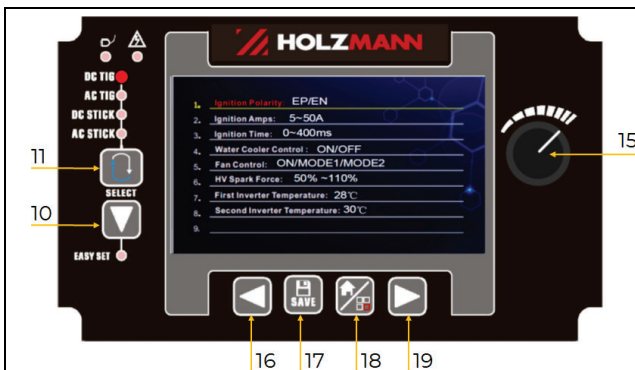 HOLZMANN
DC TIG
AC TIG
DC STICK
AC STICK
11
SELECT
10
EASY SET
1. Ignition Polarity: EP/EN
2. Ignition Amps: 5~50A
3. Ignition Time: 0~400ms
4. Water Cooler Control : ON/OFF
5. Fan Control: ON/MODE1/MODE2
6. HV Spark Force: 50% ~110%
7. First Inverter Temperature: 28℃
8. Second Inverter Temperature: 30℃
9.
15
SAVE
16
17
18
19